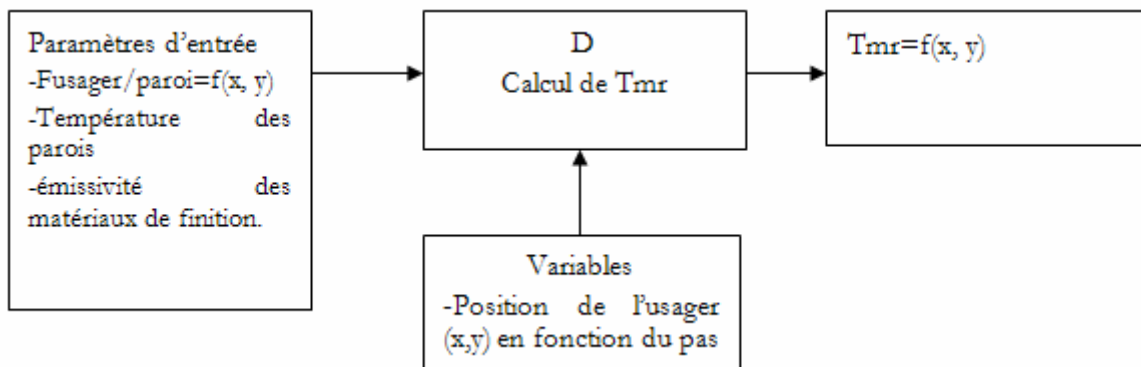 Paramètres d'entrée
-Fusager/paroi=f(x, y)
-Température des
parois
-émissivité des
matériaux de finition.
D
Calcul de Tmr
Tmr=f(x, y)
Variables
-Position de l'usager
(x,y) en fonction du pas